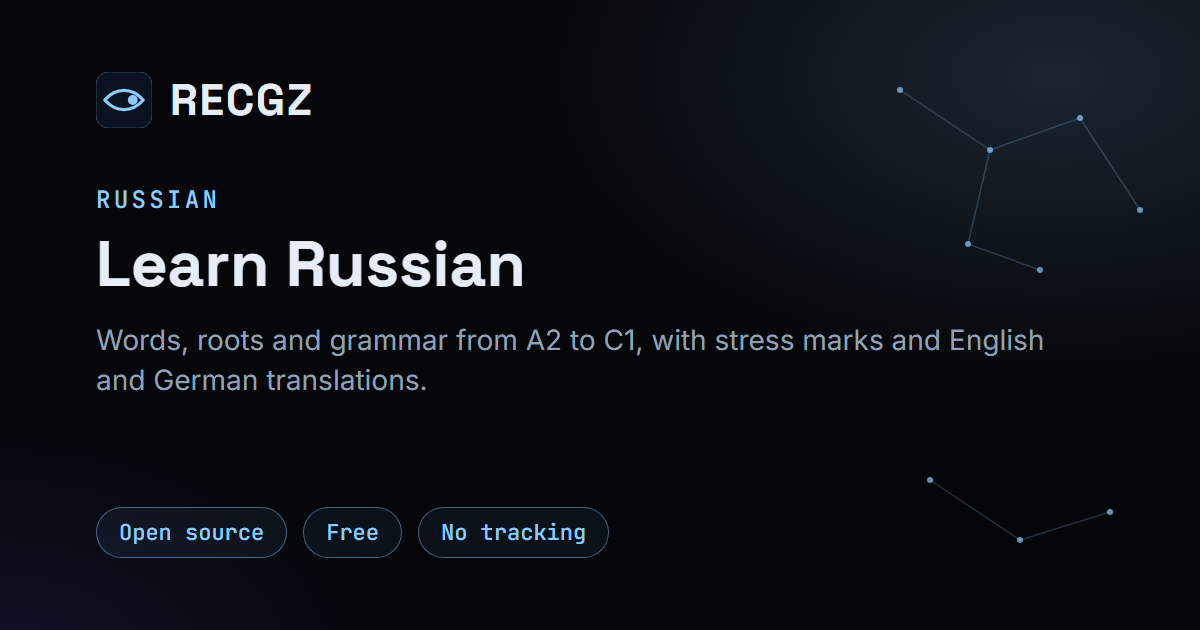 RECGZ
RUSSIAN
Learn Russian
Words, roots and grammar from A2 to C1, with stress marks and English
and German translations.
Open source
Free
No tracking